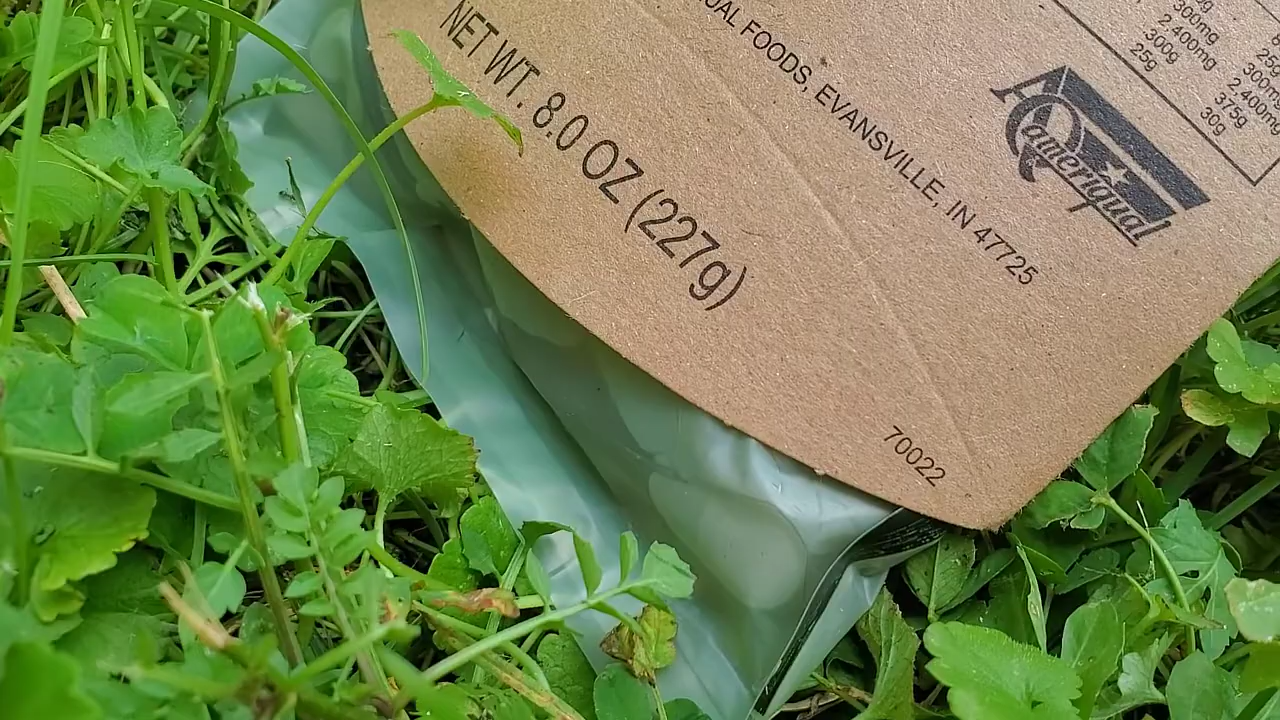 NET WT. 8.0 OZ (227g)
UAL FOODS, EVANSVILLE, IN 47725
300mg
2,400mg
300g
25g
25g
300mg
2,400mg
375g
30g
Ameriqual
70022